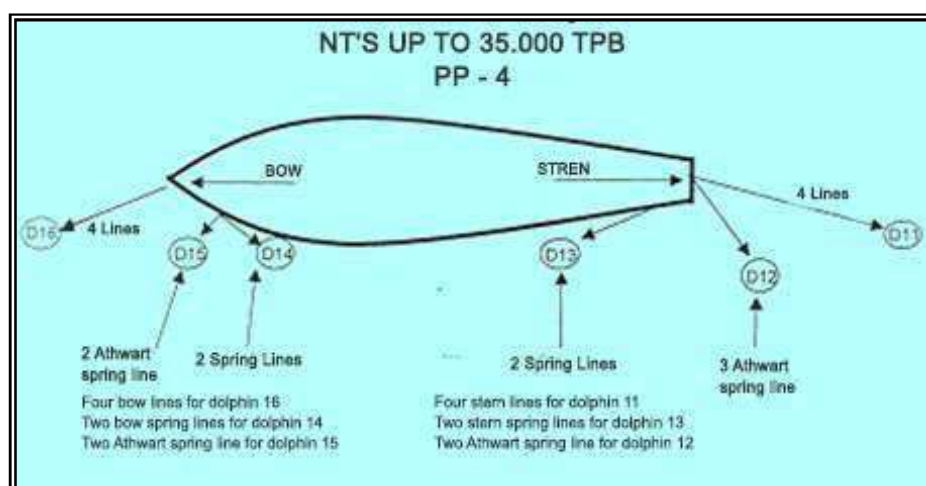 NT'S UP TO 35.000 TPB
PP - 4
BOW
STREN
4 Lines
D16
4 Lines
D15
D14
D13
D12
D11
2 Athwart
spring line
2 Spring Lines
2 Spring Lines
3 Athwart
spring line
Four bow lines for dolphin 16
Two bow spring lines for dolphin 14
Two Athwart spring line for dolphin 15
Four stern lines for dolphin 11
Two stern spring lines for dolphin 13
Two Athwart spring line for dolphin 12